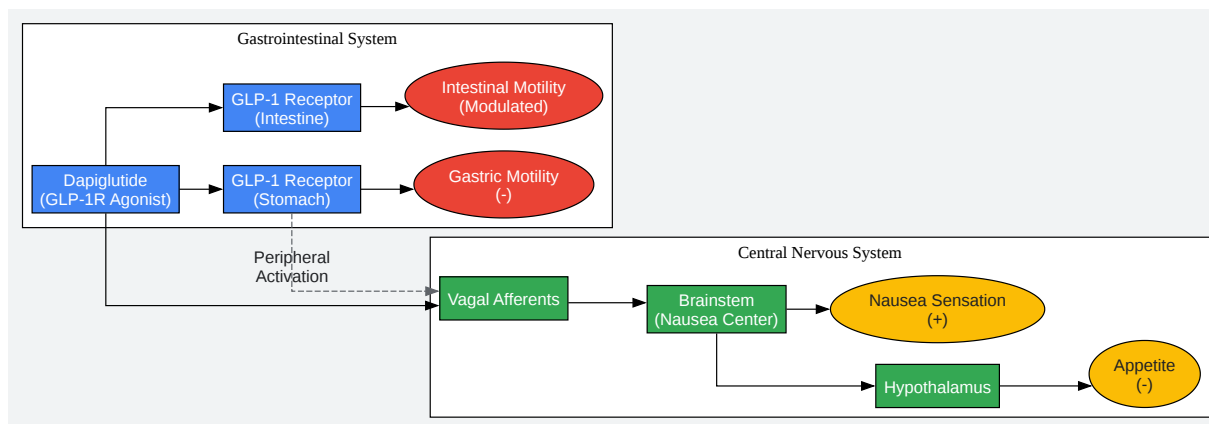 Gastrointestinal System
Intestinal Motility
(Modulated)
GLP-1 Receptor
(Intestine)
Dapiglutide
(GLP-1R Agonist)
GLP-1 Receptor
(Stomach)
Gastric Motility
(-)
Peripheral
Activation
Central Nervous System
Vagal Afferents
Brainstem
(Nausea Center)
Nausea Sensation
(+)
Hypothalamus
Appetite
(-)